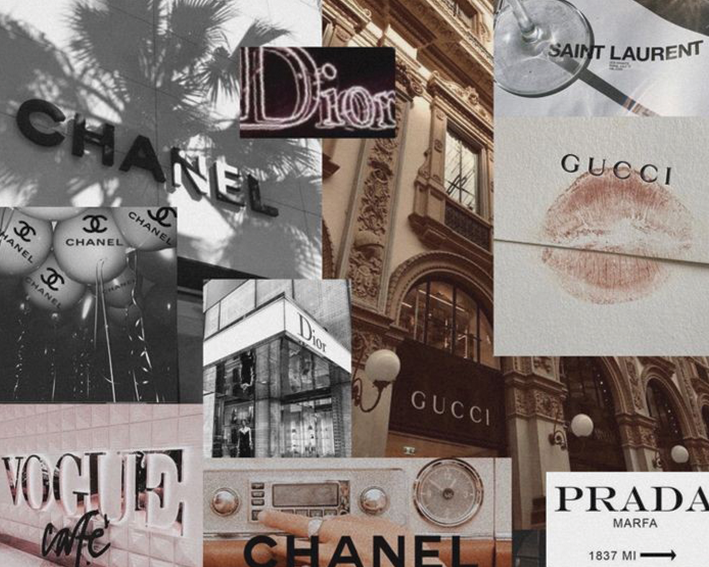 CHANEL
Dior
SAINT LAURENT
GUCCI
CHANEL
CHANEL
CHANEL
CHANEL
Dior
GUCCI
VOGUE
café
CHANEL
PRADA
MARFA
1837 MI